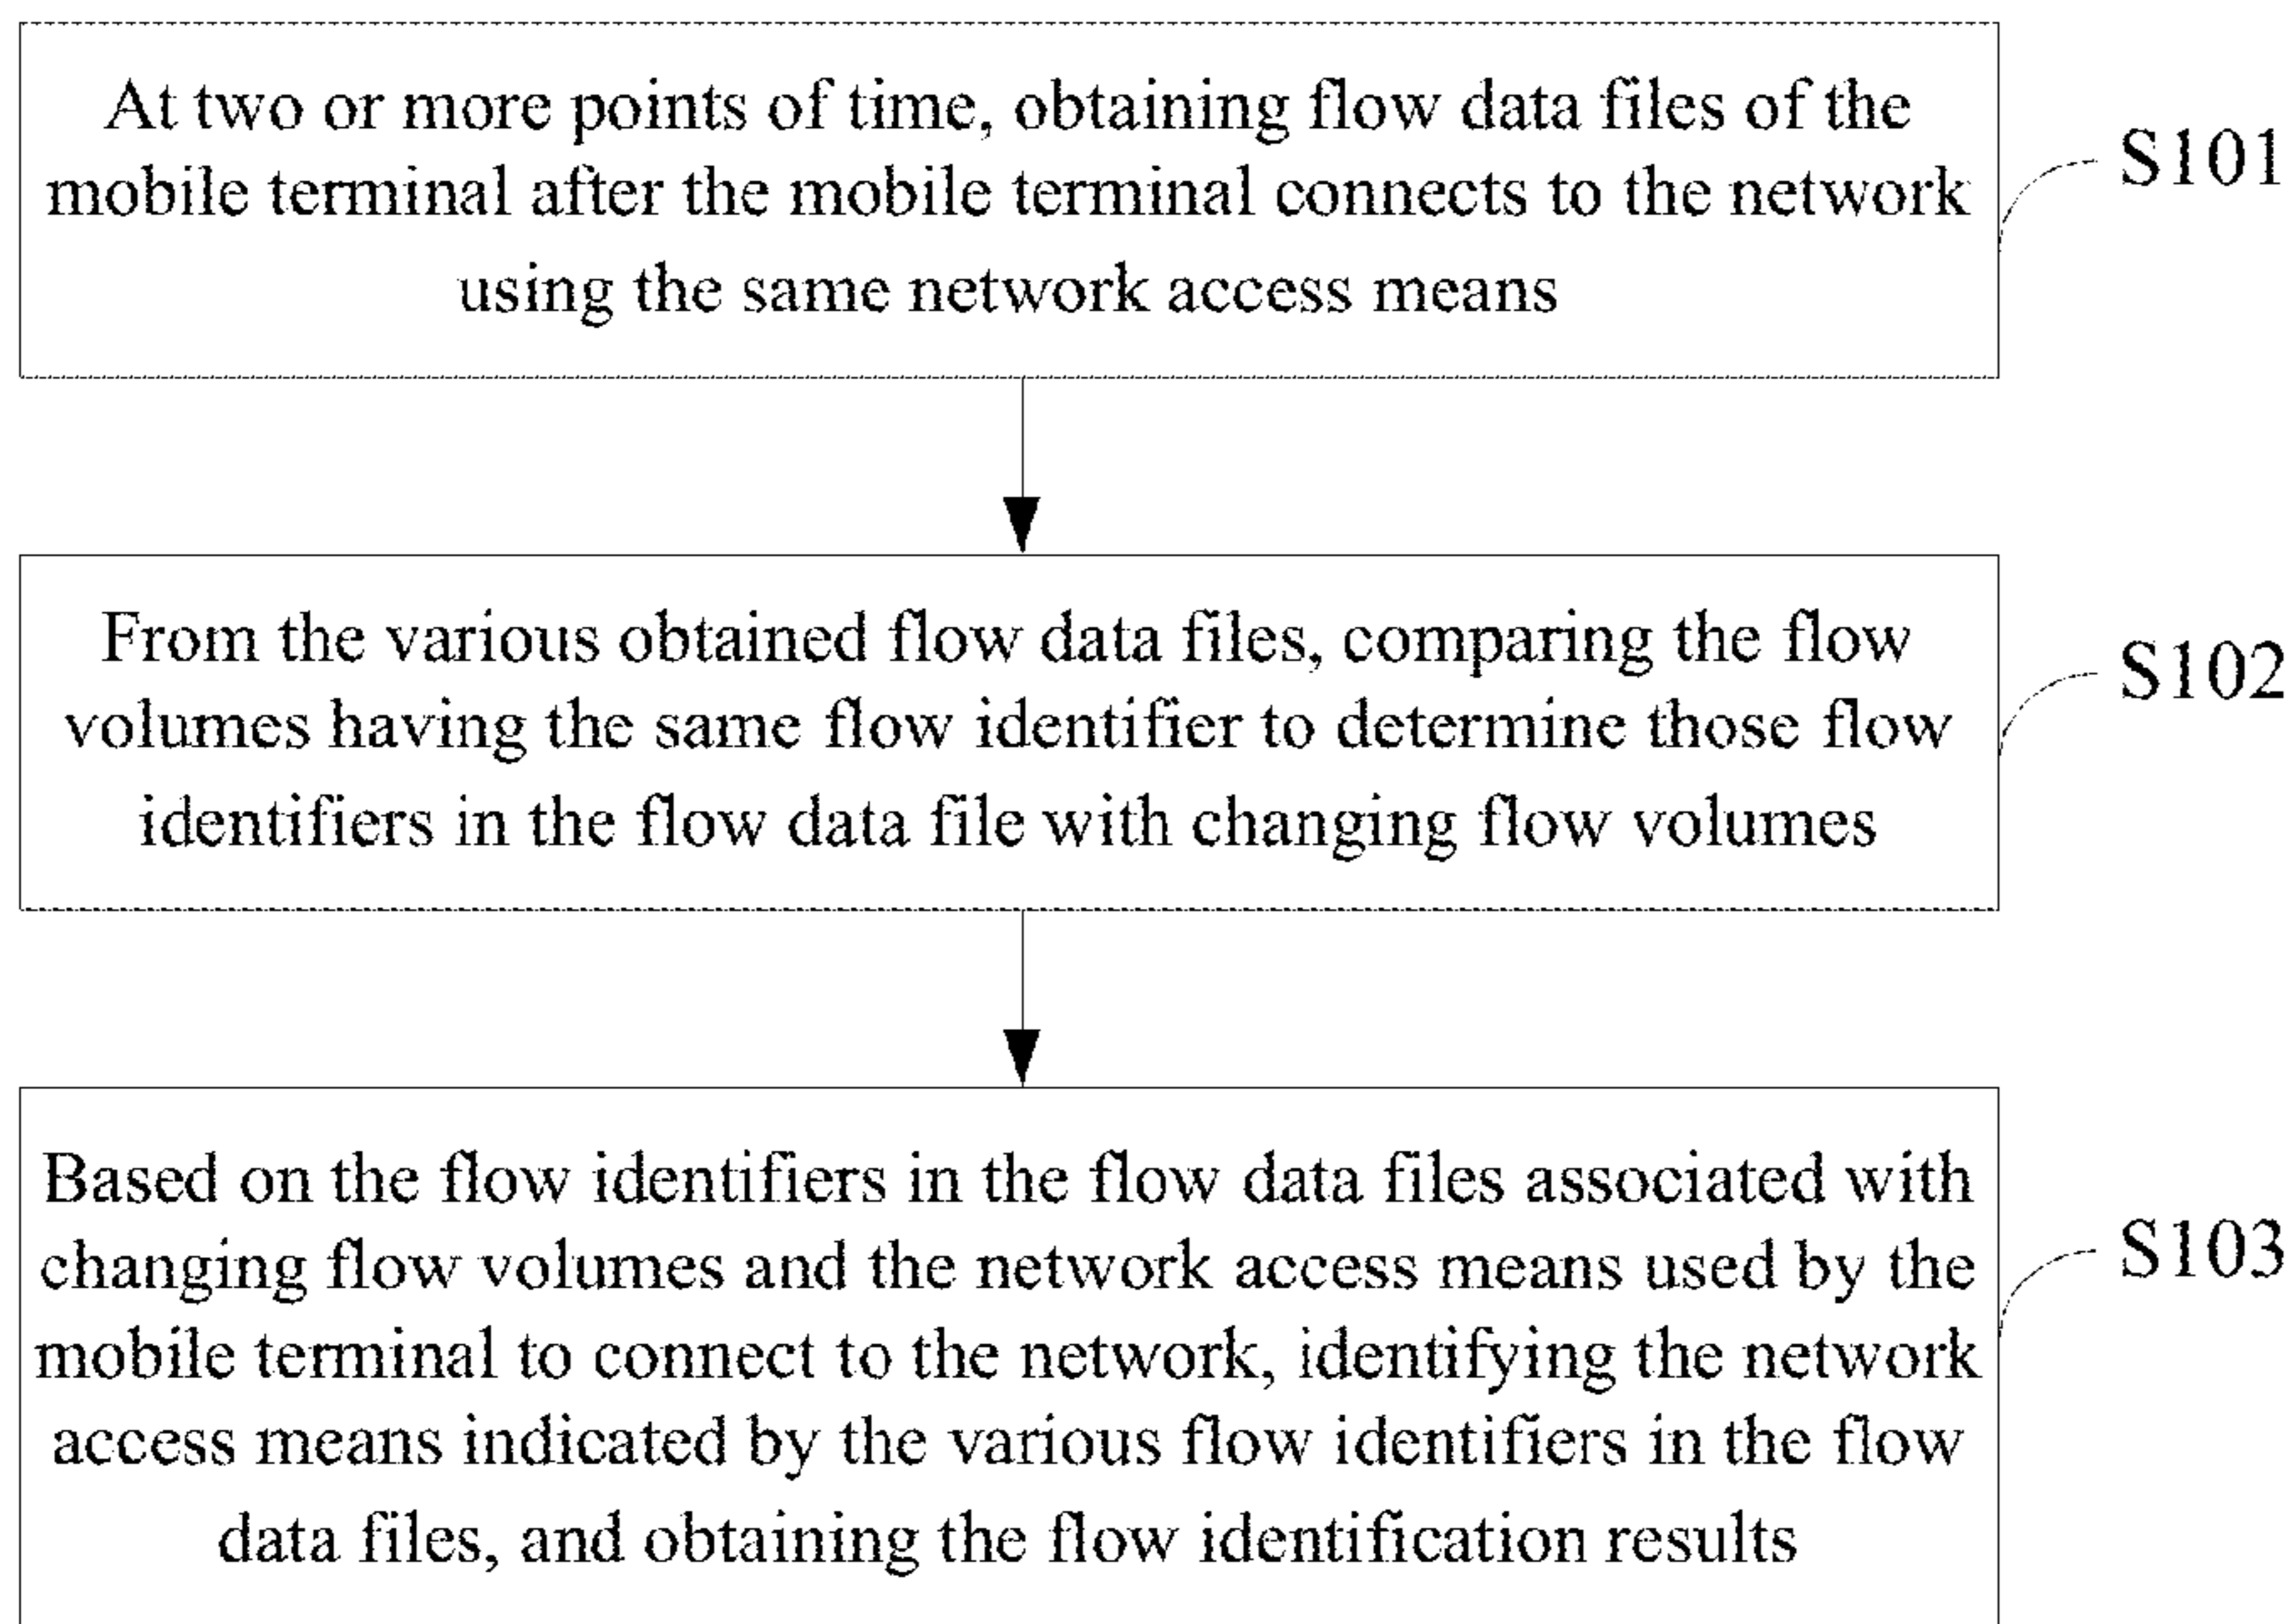 At two or more points of time, obtaining flow data files of the
mobile terminal after the mobile terminal connects to the network
using the same network access means
S101
From the various obtained flow data files, comparing the flow
volumes having the same flow identifier to determine those flow
identifiers in the flow data file with changing flow volumes
S102
Based on the flow identifiers in the flow data files associated with
changing flow volumes and the network access means used by the
mobile terminal to connect to the network, identifying the network
access means indicated by the various flow identifiers in the flow
data files, and obtaining the flow identification results
S103